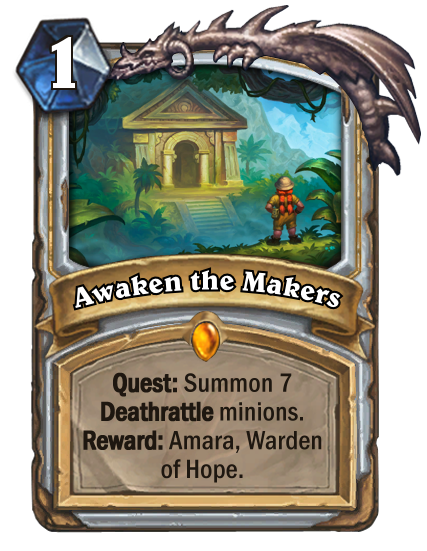 1
Awaken the Makers
Quest: Summon 7
Deathrattle minions.
Reward: Amara, Warden
of Hope.